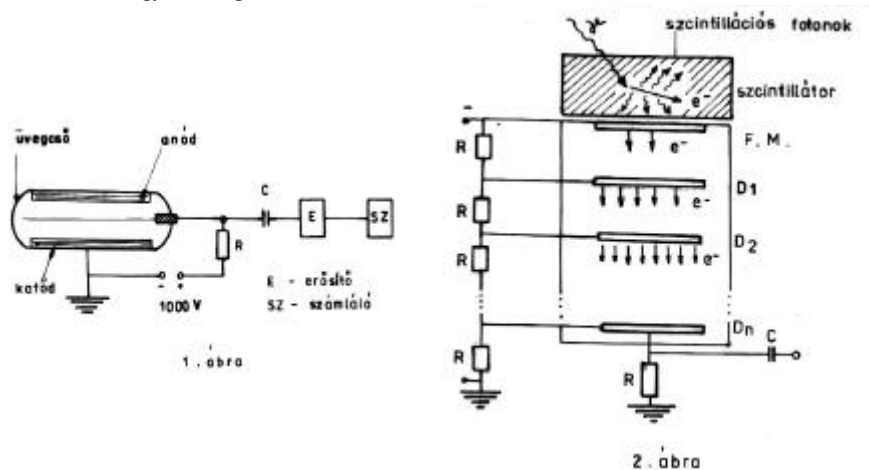 üvegcső
anód
C
E
SZ
R
katód
- +
1000 V
E - erősítő
SZ - számláló
1. ábra
szcintillációs fotonok
γ
e⁻
szcintillátor
-
F. M.
R
e⁻
D1
e⁻
R
D2
e⁻
R
Dn
C
R
R
2. ábra